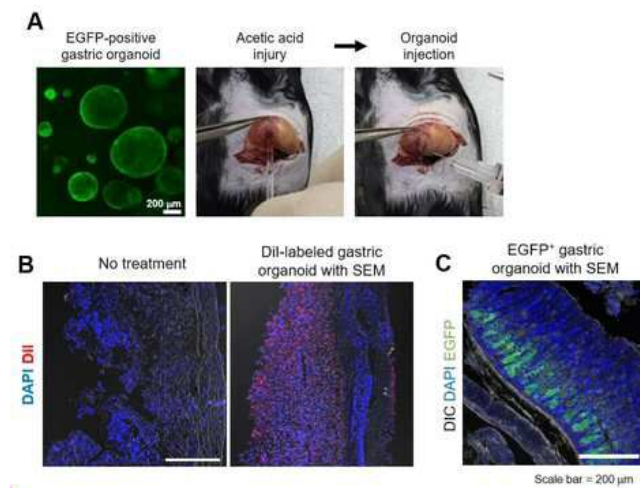 A
EGFP-positive
gastric organoid
Acetic acid
injury
Organoid
injection
200 µm
B
No treatment
DiI-labeled gastric
organoid with SEM
DAPI DiI
C
EGFP⁺ gastric
organoid with SEM
DIC DAPI EGFP
Scale bar = 200 µm